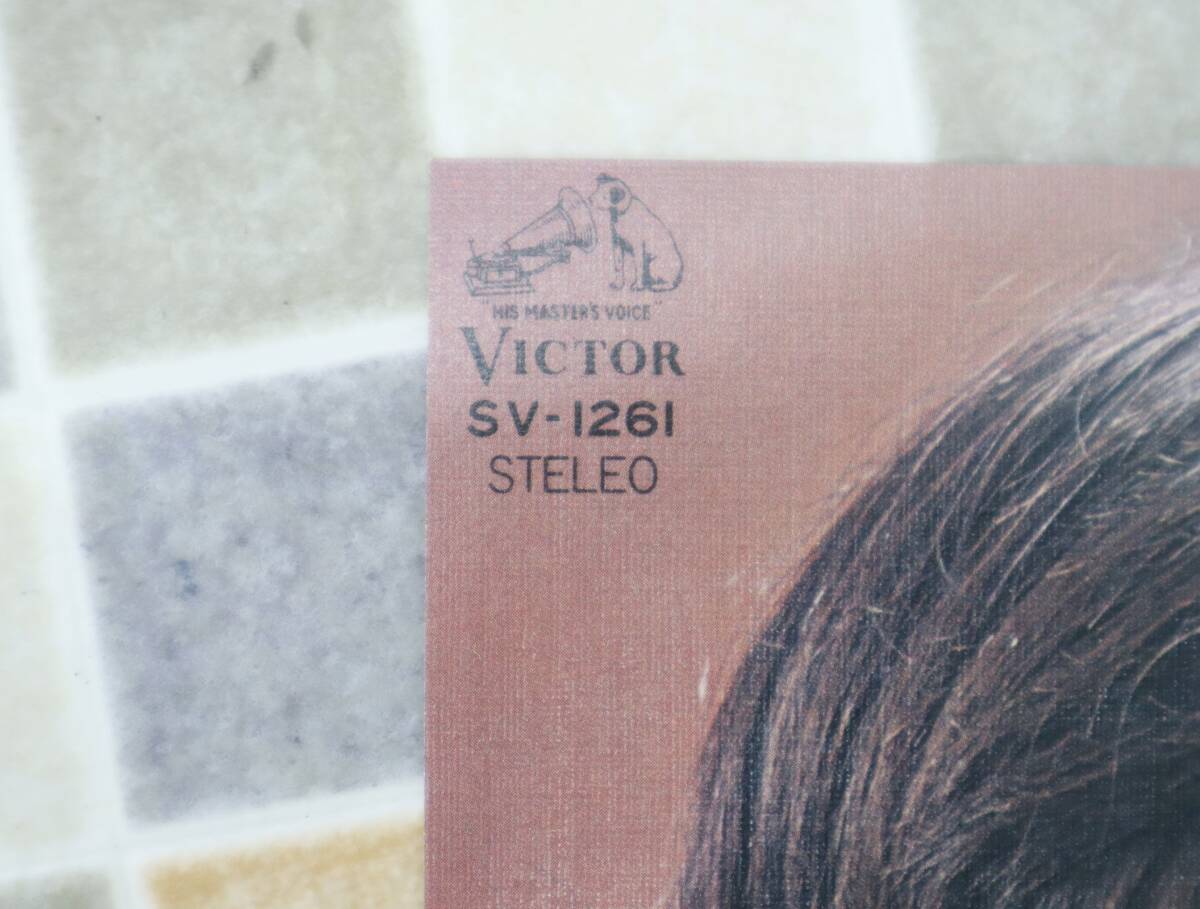 "HIS MASTER'S VOICE"
VICTOR
SV-1261
STELEO